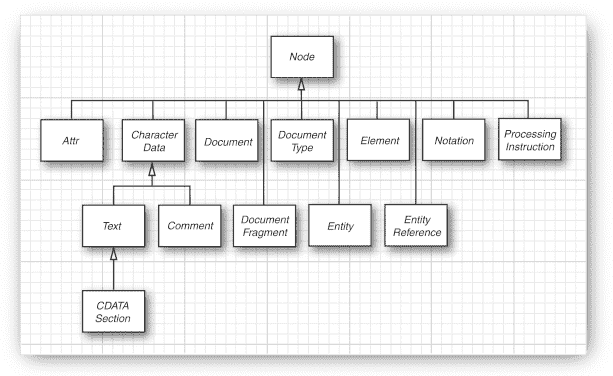 Node
Attr
Character
Data
Document
Document
Type
Element
Notation
Processing
Instruction
Text
Comment
Document
Fragment
Entity
Entity
Reference
CDATA
Section